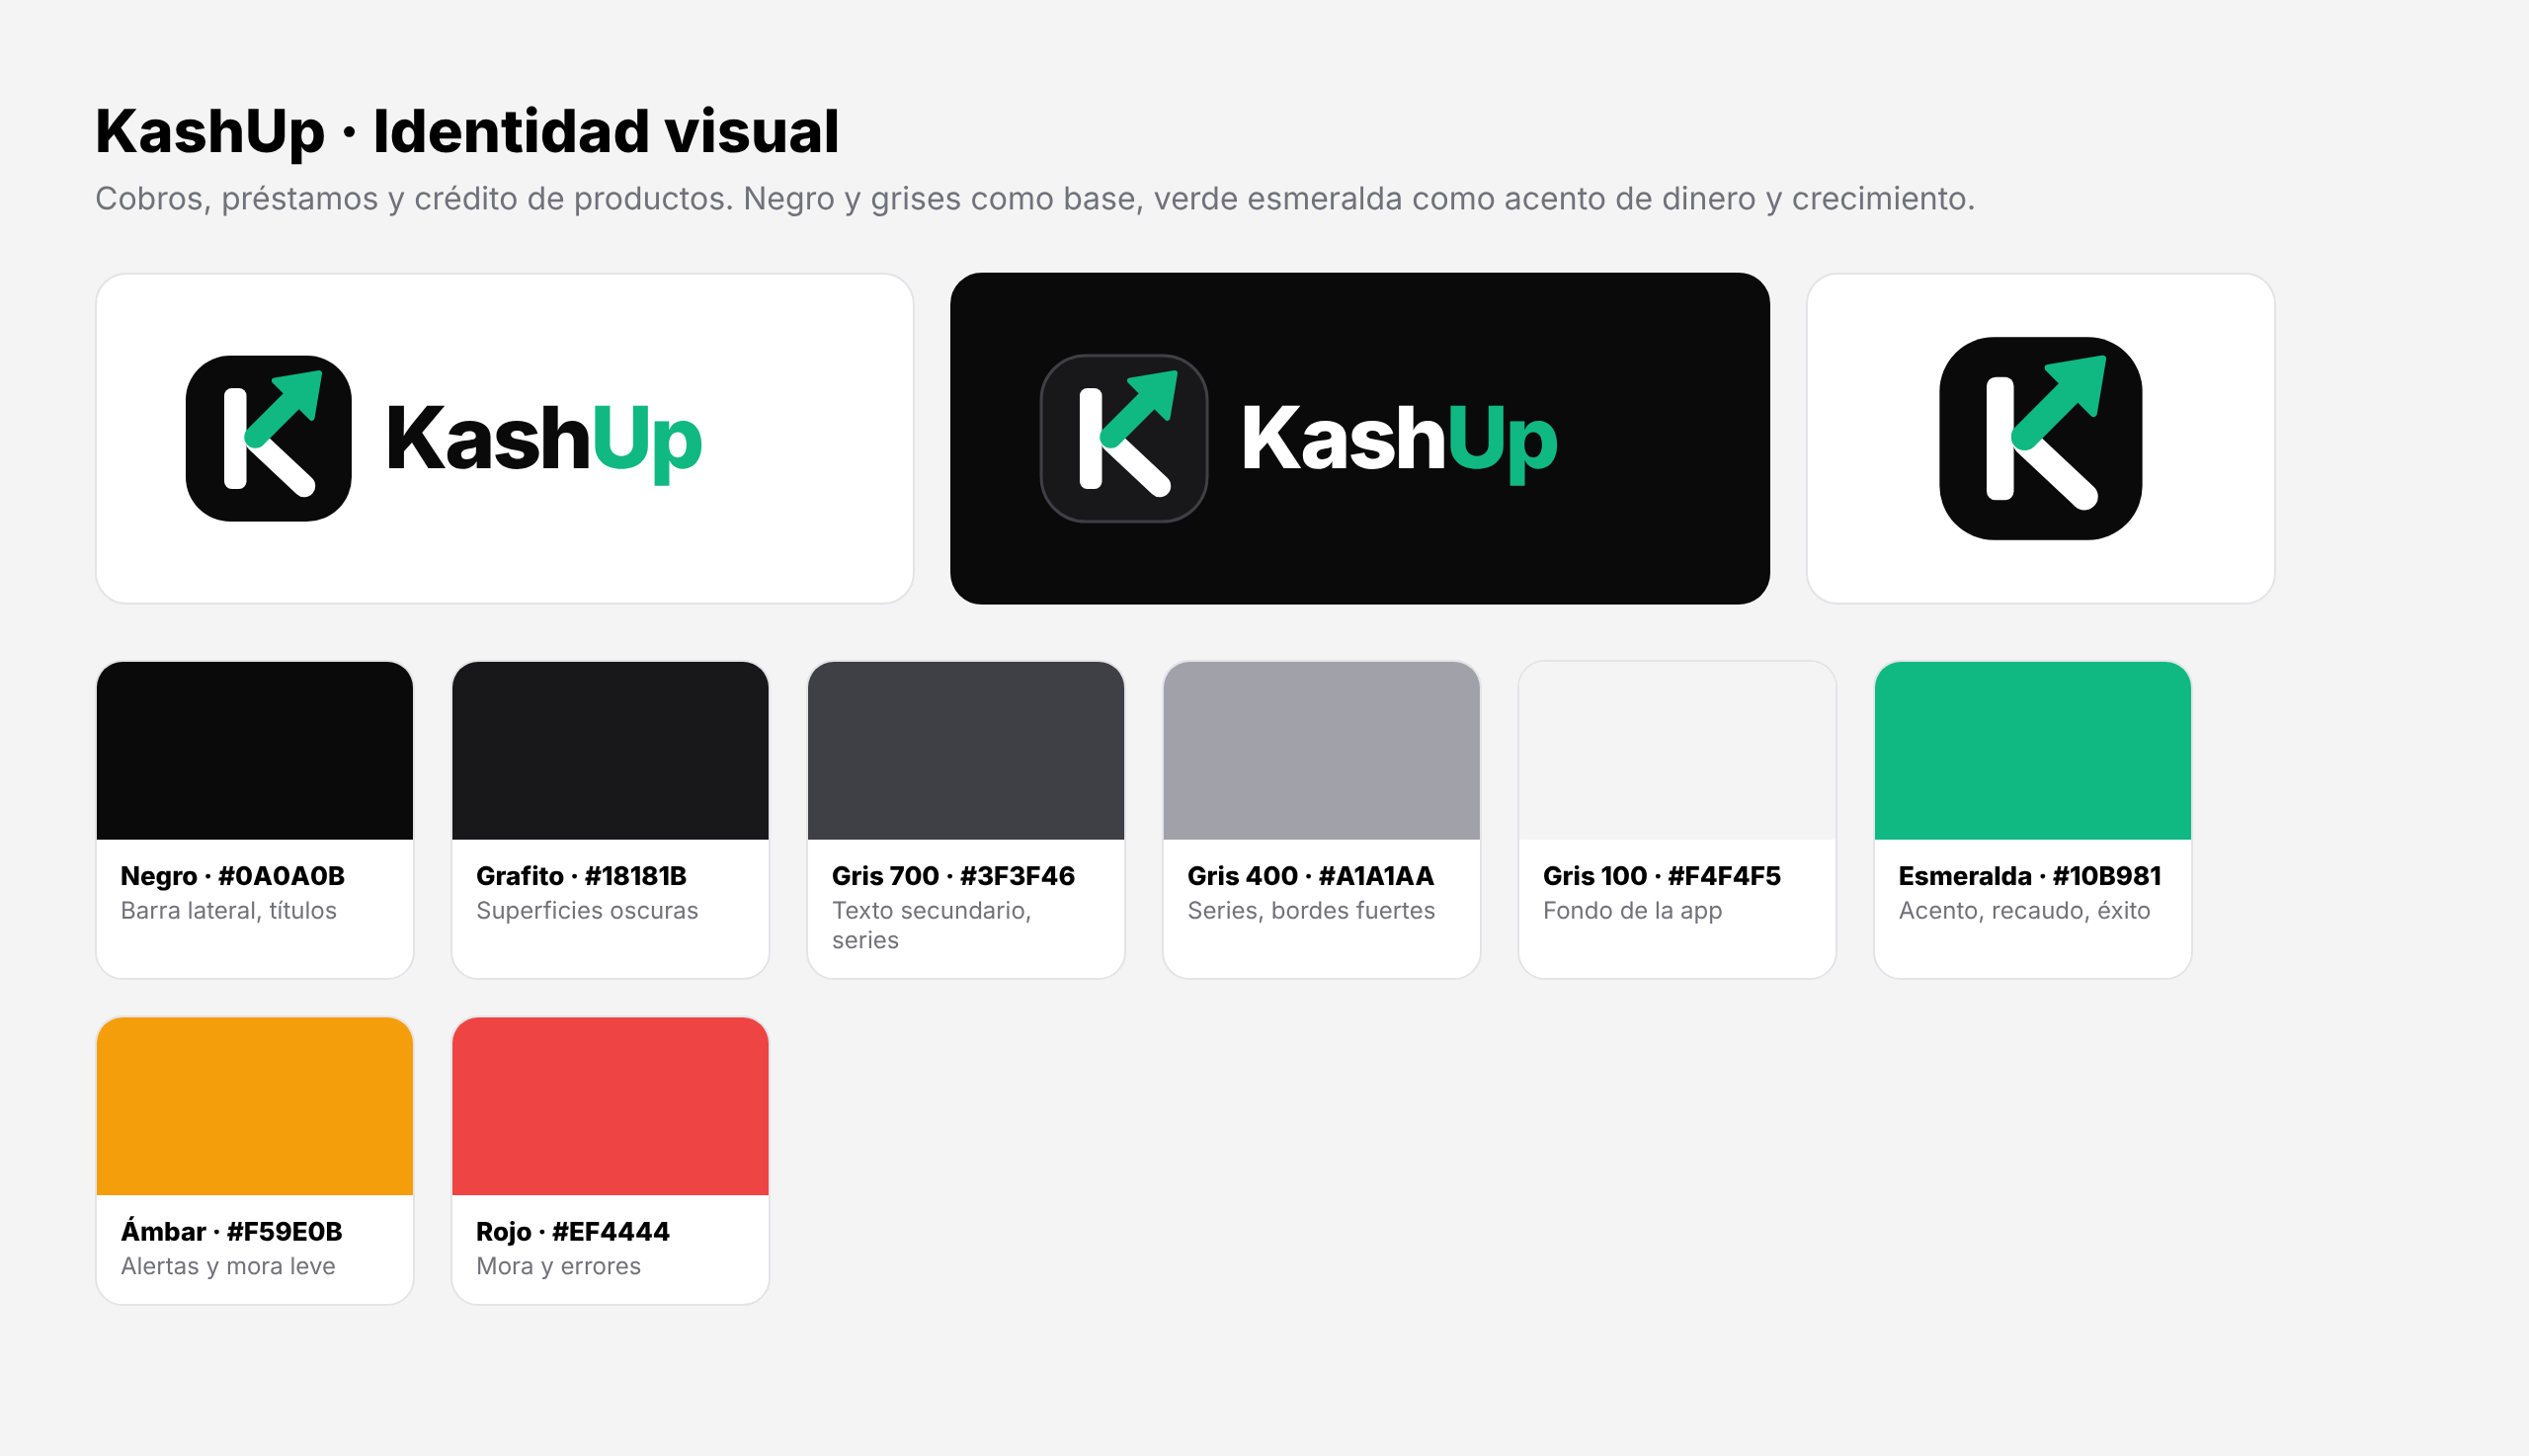 KashUp · Identidad visual
Cobros, préstamos y crédito de productos. Negro y grises como base, verde esmeralda como acento de dinero y crecimiento.
K KashUp
K KashUp
K
Negro · #0A0A0B
Barra lateral, títulos
Grafito · #18181B
Superficies oscuras
Gris 700 · #3F3F46
Texto secundario,
series
Gris 400 · #A1A1AA
Series, bordes fuertes
Gris 100 · #F4F4F5
Fondo de la app
Esmeralda · #10B981
Acento, recaudo, éxito
Ámbar · #F59E0B
Alertas y mora leve
Rojo · #EF4444
Mora y errores